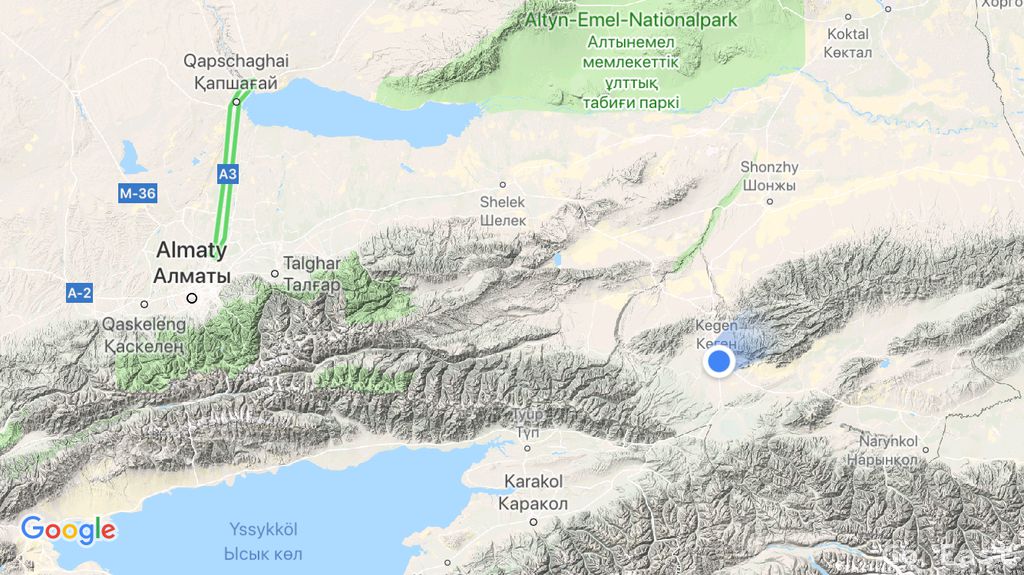 Altyn-Emel-Nationalpark
Алтынемел
мемлекеттік
ұлттық
табиғи паркі
Koktal
Көктал
Qapschaghai
Қапшағай
A3
M-36
Shonzhy
Шонжы
Shelek
Шелек
Almaty
Алматы
Talghar
Талғар
A-2
Qaskeleng
Қаскелең
Kegen
Кеген
Tyup
Түп
Narynkol
Нарынкол
Karakol
Каракол
Yssykköl
Ысык көл
Google